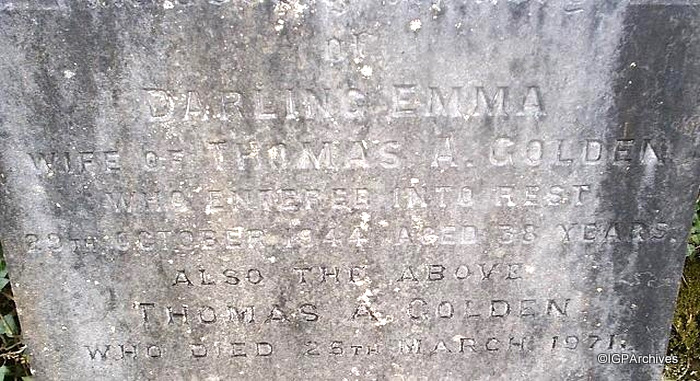 OF
DARLING EMMA
WIFE OF THOMAS A. GOLDEN
WHO ENTERED INTO REST
29TH OCTOBER 1944 AGED 38 YEARS.
ALSO THE ABOVE
THOMAS A. GOLDEN
WHO DIED 25TH MARCH 1971.
©IGPArchives